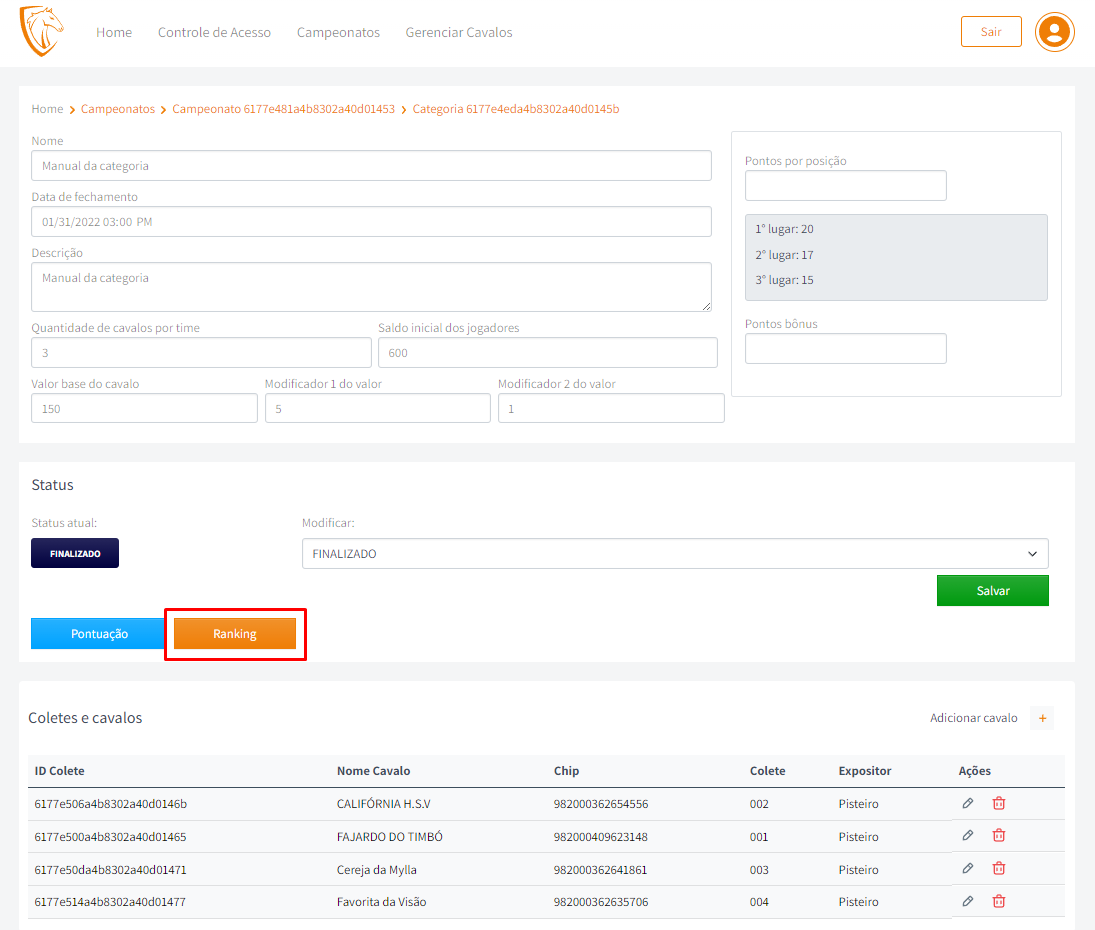 Home Controle de Acesso Campeonatos Gerenciar Cavalos Sair
Home > Campeonatos > Campeonato 6177e481a4b8302a40d01453 > Categoria 6177e4eda4b8302a40d0145b
Nome
Manual da categoria
Data de fechamento
01/31/2022 03:00 PM
Descrição
Manual da categoria
Quantidade de cavalos por time Saldo inicial dos jogadores
3 600
Valor base do cavalo Modificador 1 do valor Modificador 2 do valor
150 5 1
Pontos por posição
1° lugar: 20
2° lugar: 17
3° lugar: 15
Pontos bônus
Status
Status atual: Modificar:
FINALIZADO FINALIZADO
Salvar
Pontuação Ranking
Coletes e cavalos Adicionar cavalo +
ID Colete Nome Cavalo Chip Colete Expositor Ações
6177e506a4b8302a40d0146b CALIFÓRNIA H.S.V 982000362654556 002 Pisteiro
6177e500a4b8302a40d01465 FAJARDO DO TIMBÓ 982000409623148 001 Pisteiro
6177e50da4b8302a40d01471 Cereja da Mylla 982000362641861 003 Pisteiro
6177e514a4b8302a40d01477 Favorita da Visão 982000362635706 004 Pisteiro